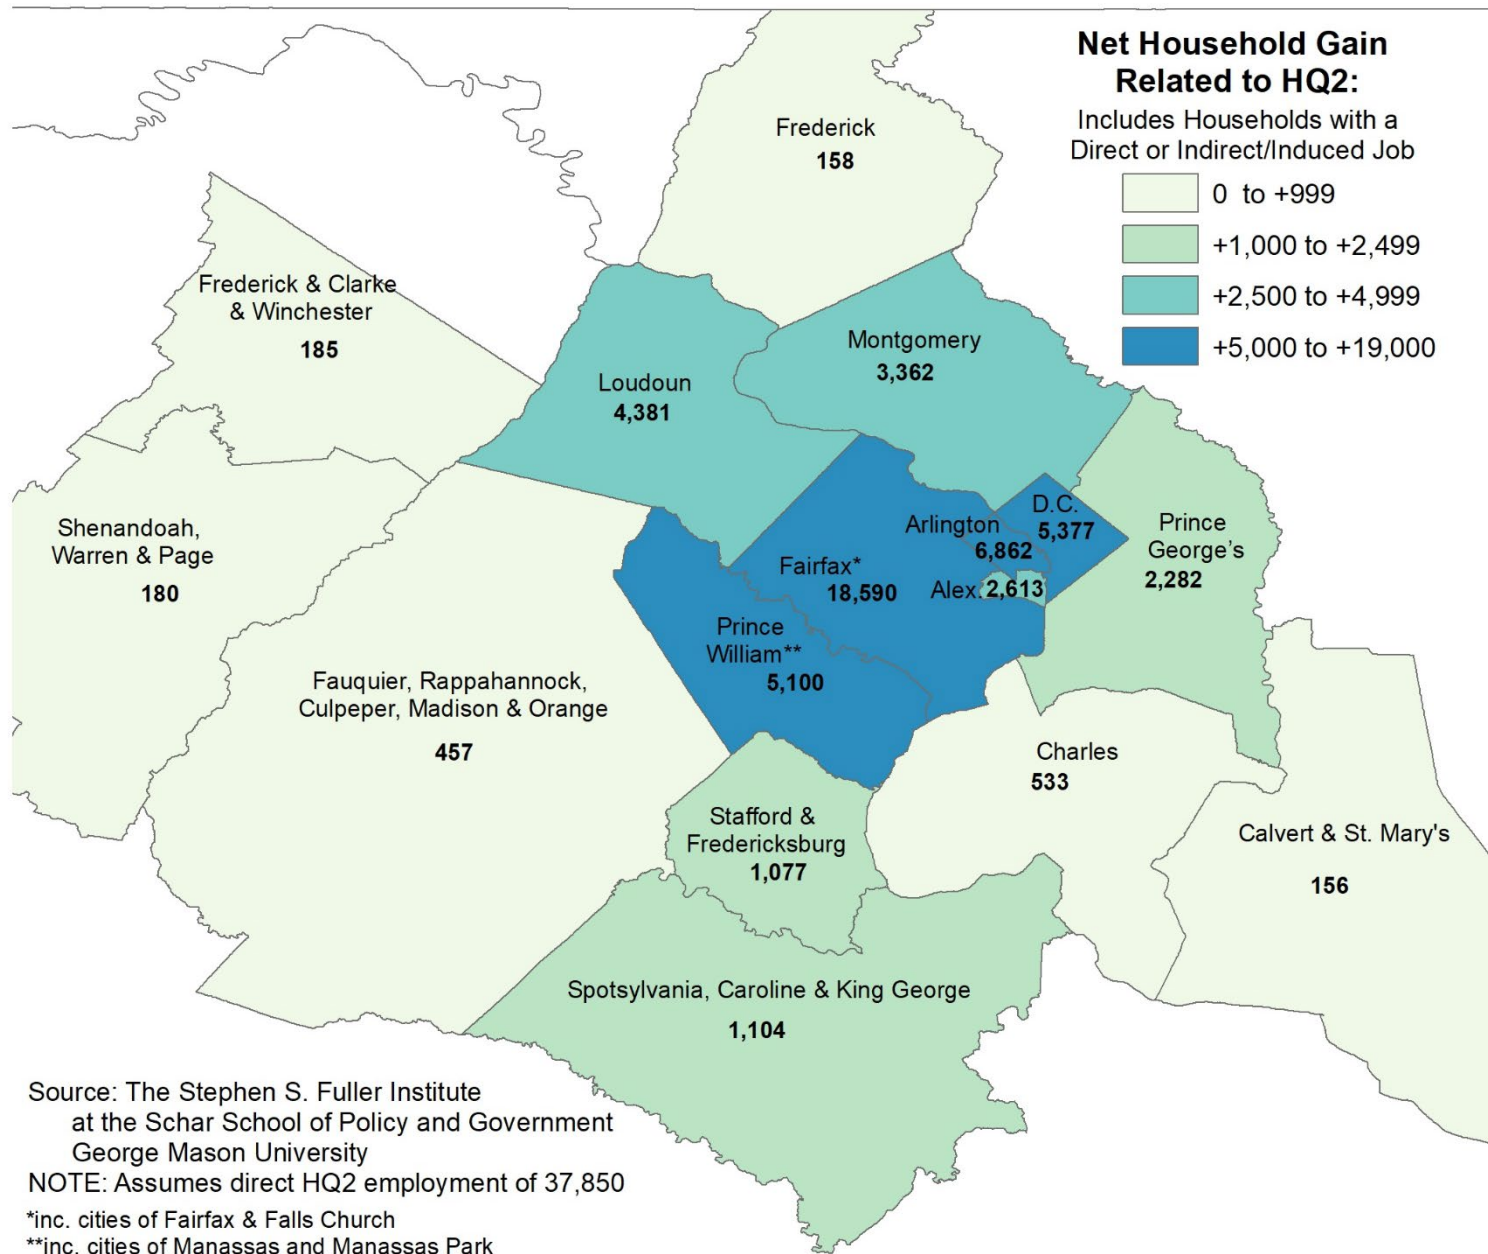 Net Household Gain
Related to HQ2:
Includes Households with a
Direct or Indirect/Induced Job
0 to +999
+1,000 to +2,499
+2,500 to +4,999
+5,000 to +19,000
Frederick
158
Frederick & Clarke
& Winchester
185
Loudoun
4,381
Montgomery
3,362
Shenandoah,
Warren & Page
180
D.C.
5,377
Arlington
6,862
Prince
George’s
2,282
Fairfax*
18,590
Alex.
2,613
Prince
William**
5,100
Fauquier, Rappahannock,
Culpeper, Madison & Orange
457
Charles
533
Stafford &
Fredericksburg
1,077
Calvert & St. Mary's
156
Spotsylvania, Caroline & King George
1,104
Source: The Stephen S. Fuller Institute
at the Schar School of Policy and Government
George Mason University
NOTE: Assumes direct HQ2 employment of 37,850
*inc. cities of Fairfax & Falls Church
**inc. cities of Manassas and Manassas Park